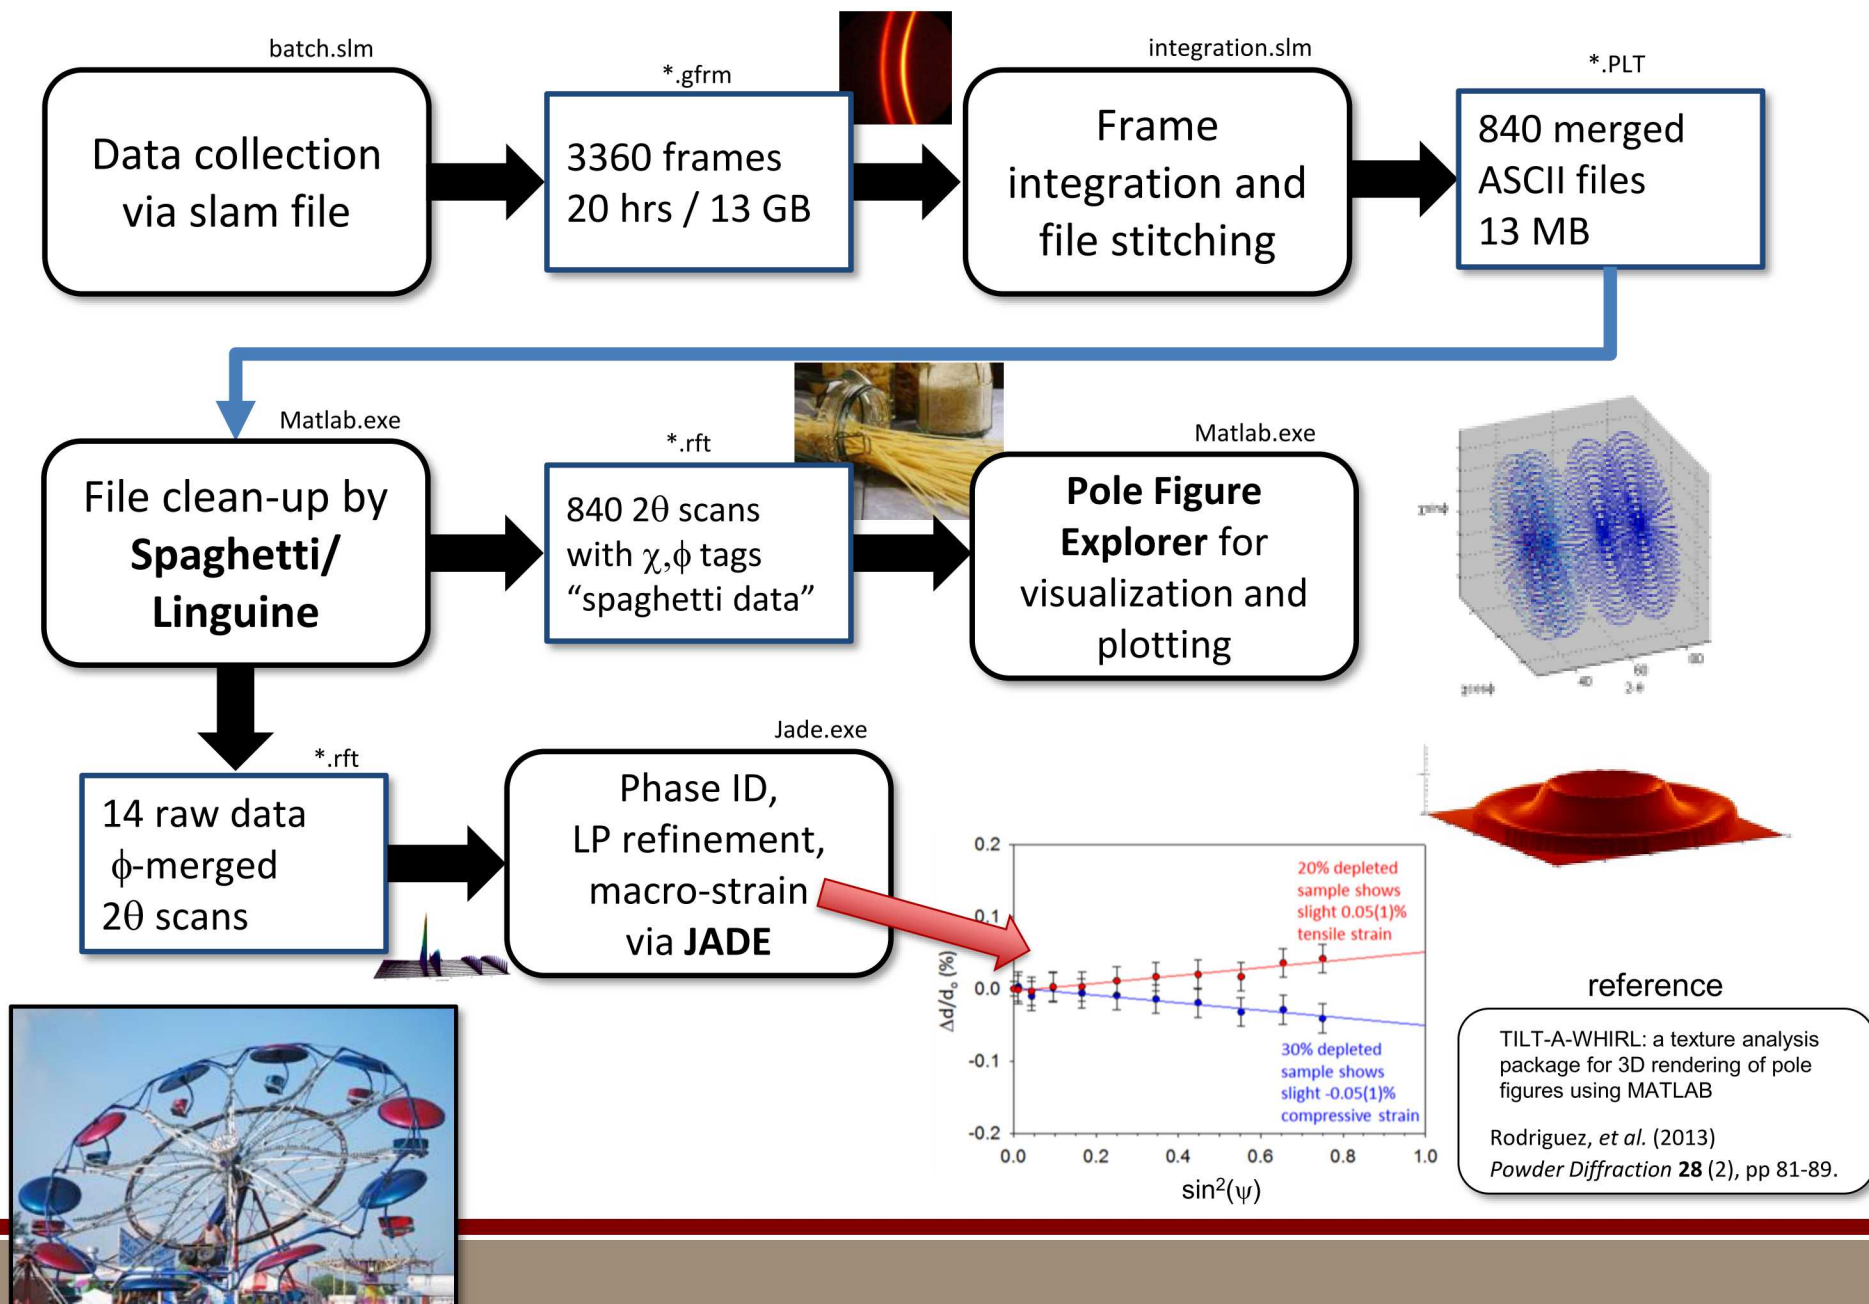 batch.slm
Data collection
via slam file
*.gfrm
3360 frames
20 hrs / 13 GB
integration.slm
Frame
integration and
file stitching
*.PLT
840 merged
ASCII files
13 MB
Matlab.exe
File clean-up by
Spaghetti/
Linguine
*.rft
840 2θ scans
with χ,ϕ tags
“spaghetti data”
Matlab.exe
Pole Figure
Explorer for
visualization and
plotting
40
60
80
2-θ
*.rft
14 raw data
ϕ-merged
2θ scans
Jade.exe
Phase ID,
LP refinement,
macro-strain
via JADE
0.2
0.1
0.0
-0.1
-0.2
Δd/dₒ (%)
20% depleted
sample shows
slight 0.05(1)%
tensile strain
30% depleted
sample shows
slight -0.05(1)%
compressive strain
0.0 0.2 0.4 0.6 0.8 1.0
sin²(ψ)
reference
TILT-A-WHIRL: a texture analysis
package for 3D rendering of pole
figures using MATLAB
Rodriguez, et al. (2013)
Powder Diffraction 28 (2), pp 81-89.